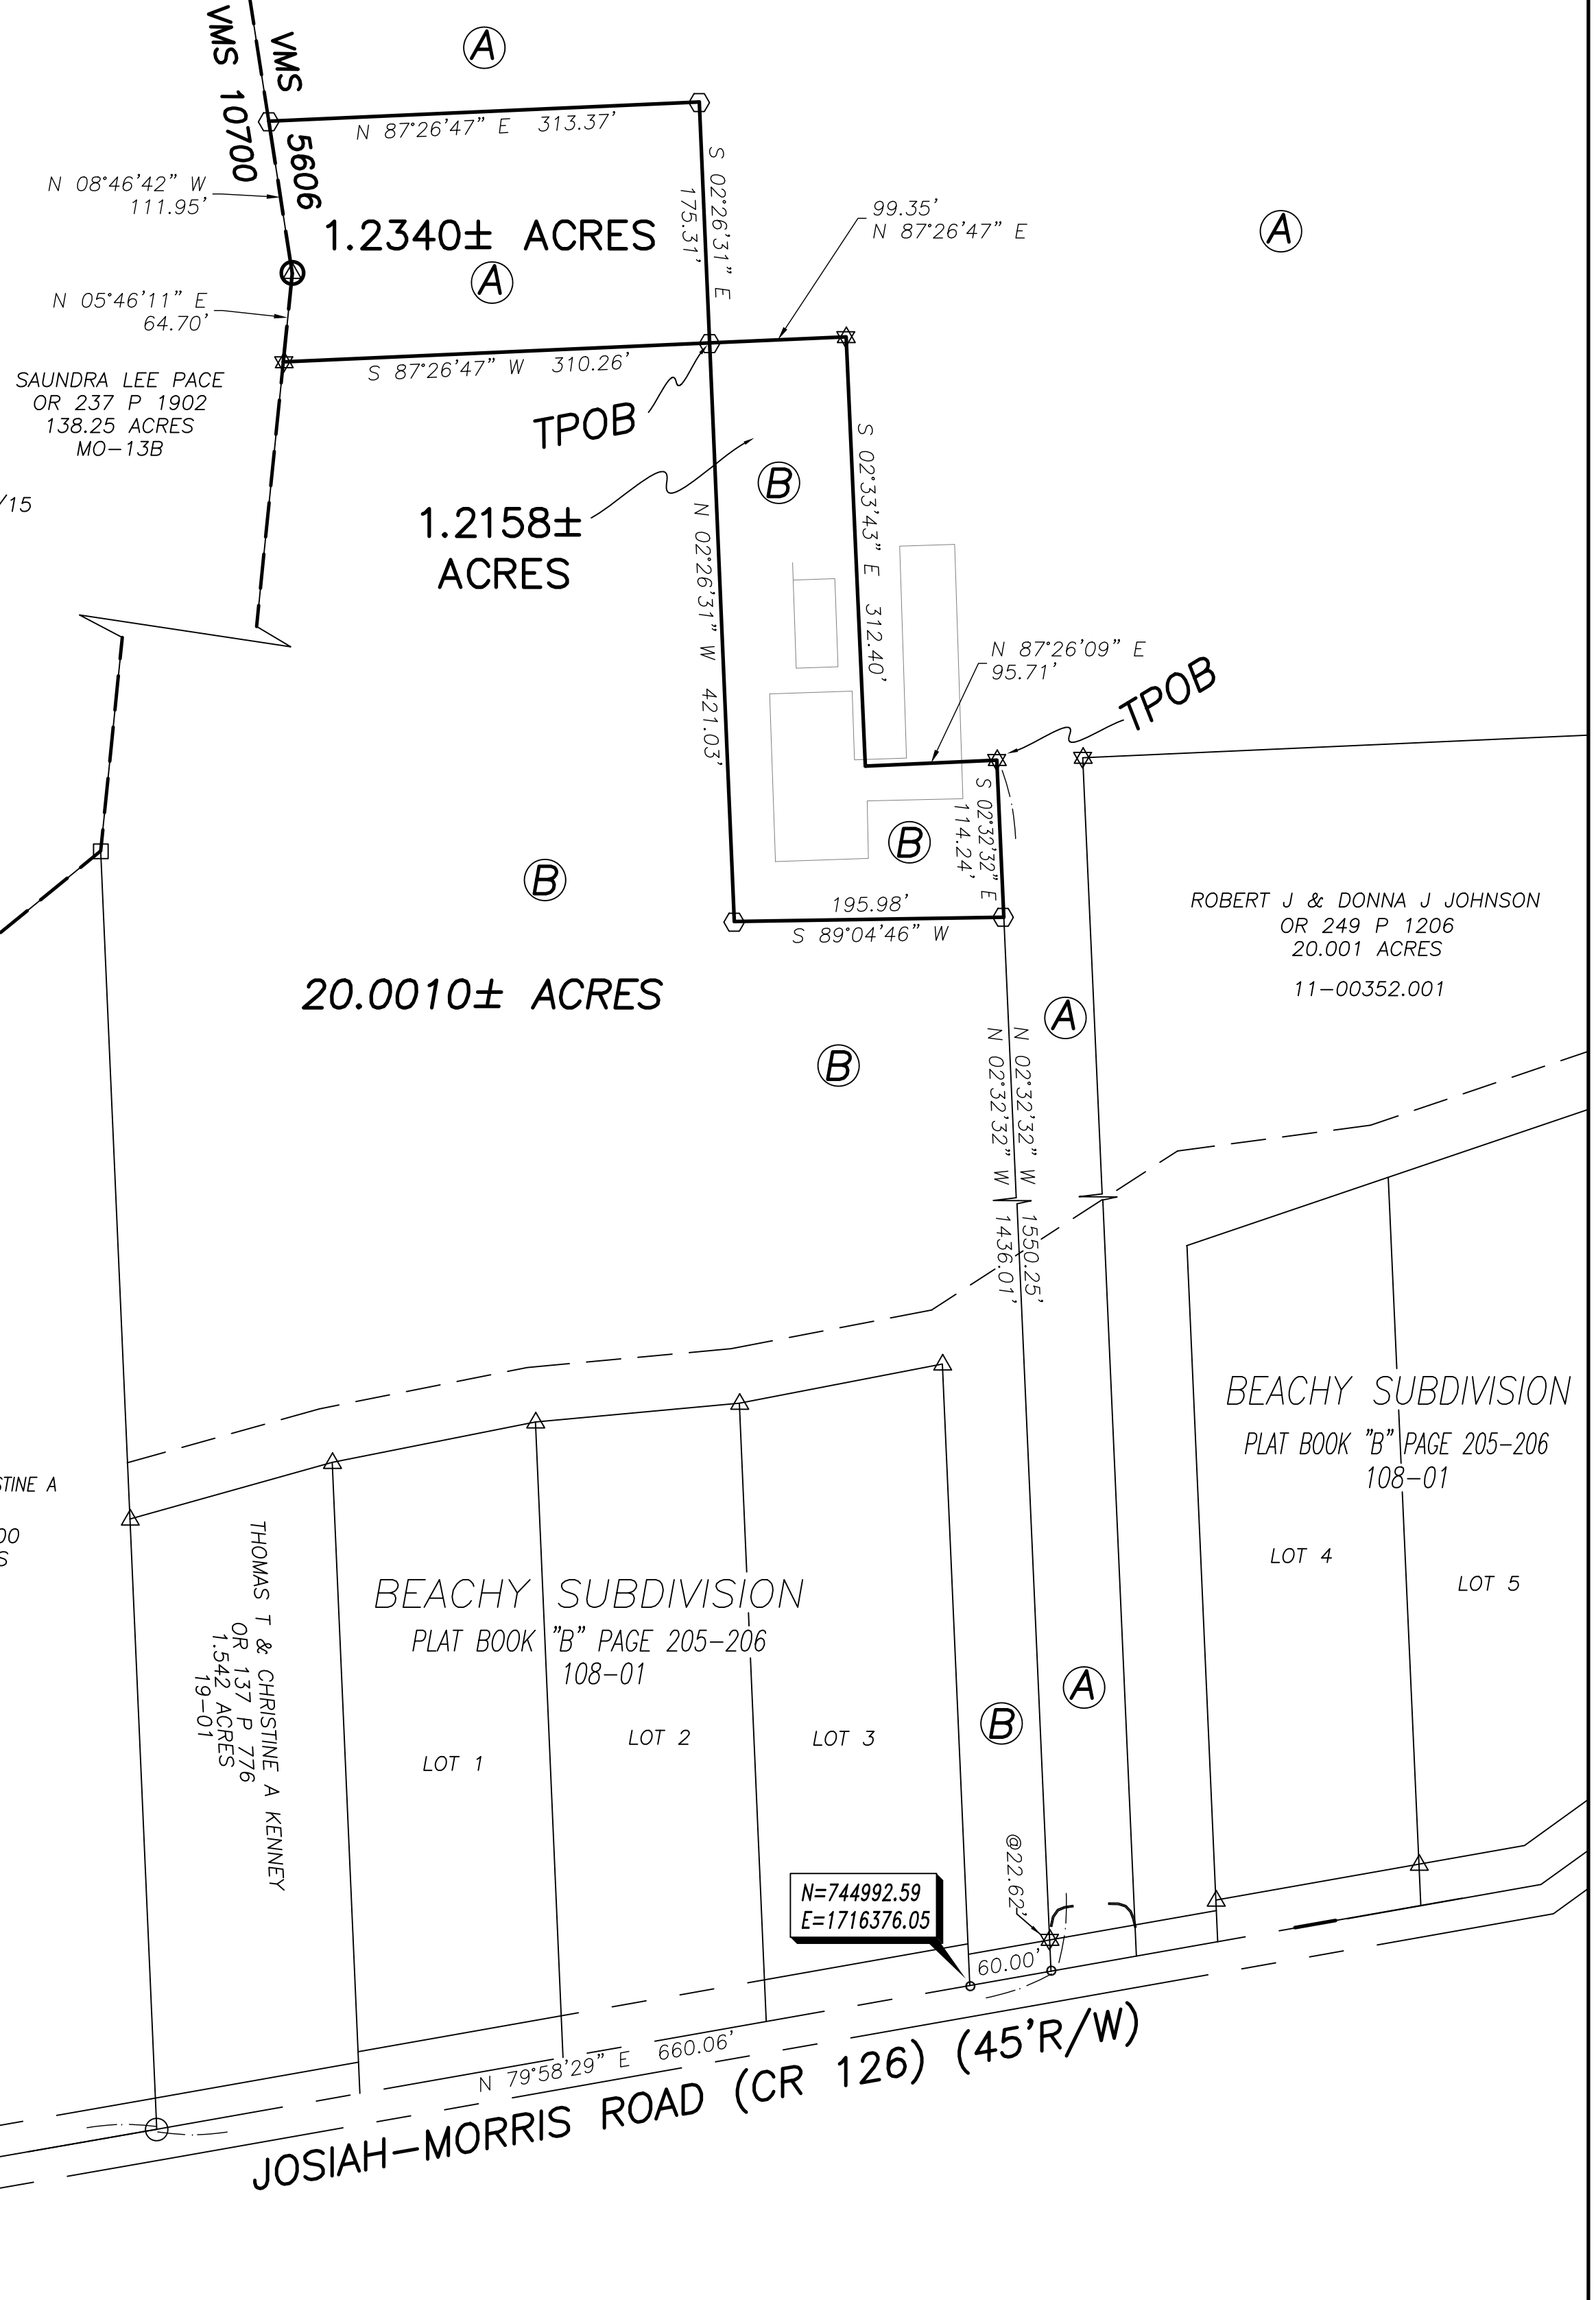 VMS 10700
VMS 5606
A
N 87°26'47" E 313.37'
N 08°46'42" W
111.95'
S 02°26'31" E
175.31'
1.2340± ACRES
A
99.35'
N 87°26'47" E
A
N 05°46'11" E
64.70'
S 87°26'47" W 310.26'
SAUNDRA LEE PACE
OR 237 P 1902
138.25 ACRES
MO-13B
TPOB
/15
1.2158±
ACRES
B
S 02°33'43" E 312.40'
N 02°26'31" W 421.03'
N 87°26'09" E
95.71'
TPOB
S 02°32'32" E
114.24'
B
B
195.98'
S 89°04'46" W
ROBERT J & DONNA J JOHNSON
OR 249 P 1206
20.001 ACRES
11-00352.001
20.0010± ACRES
A
B
N 02°32'32" W 1550.25'
N 02°32'32" W 1436.01'
BEACHY SUBDIVISION
PLAT BOOK "B" PAGE 205-206
108-01
LOT 4
LOT 5
STINE A
00
S
THOMAS T & CHRISTINE A KENNEY
OR 137 P 776
1.542 ACRES
19-01
BEACHY SUBDIVISION
PLAT BOOK "B" PAGE 205-206
108-01
LOT 1
LOT 2
LOT 3
A
B
@22.62'
N=744992.59
E=1716376.05
60.00'
N 79°58'29" E 660.06'
JOSIAH-MORRIS ROAD (CR 126) (45'R/W)